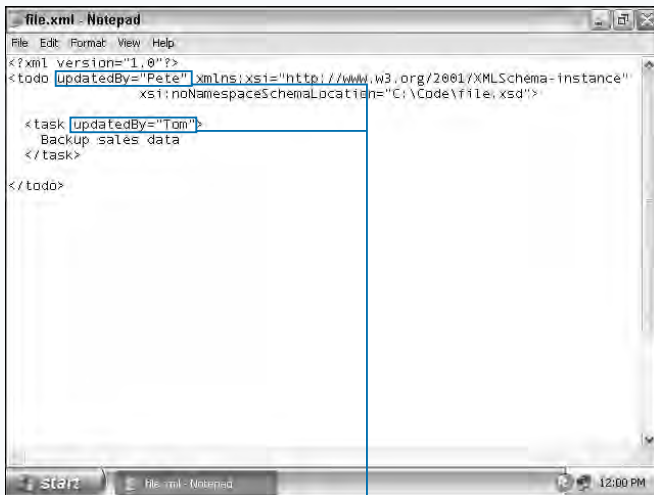 file.xml - Notepad
File Edit Format View Help
<?xml version="1.0"?>
<todo updatedBy="Pete" xmlns:xsi="http://www.w3.org/2001/XMLSchema-instance"
xsi:noNamespaceSchemaLocation="C:\Code\file.xsd">
<task updatedBy="Tom">
Backup sales data
</task>
</todo>
start file.xml - Notepad 12:00 PM